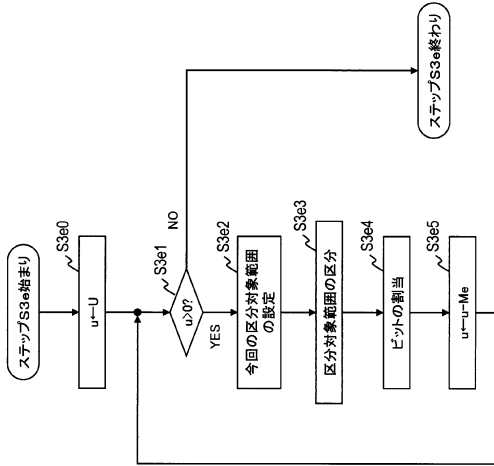 ステップS3e始まり
S3e0
u←U
S3e1
u>0?
NO
YES
S3e2
今回の区分対象範囲
の設定
S3e3
区分対象範囲の区分
S3e4
ビットの割当
S3e5
u←u-Me
ステップS3e終わり